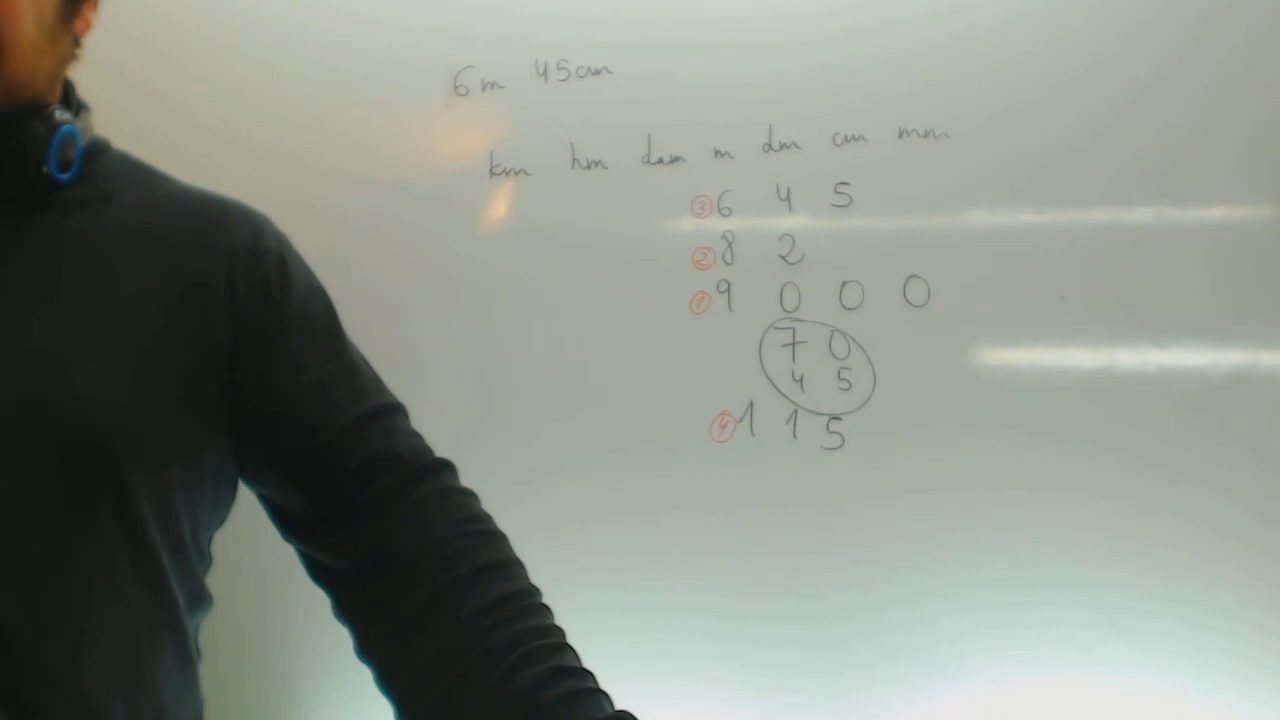 6m 45cm
km hm dam m dm cm mm
③ 6 4 5
② 8 2
① 9 0 0 0
7 0
4 5
④ 1 1 5